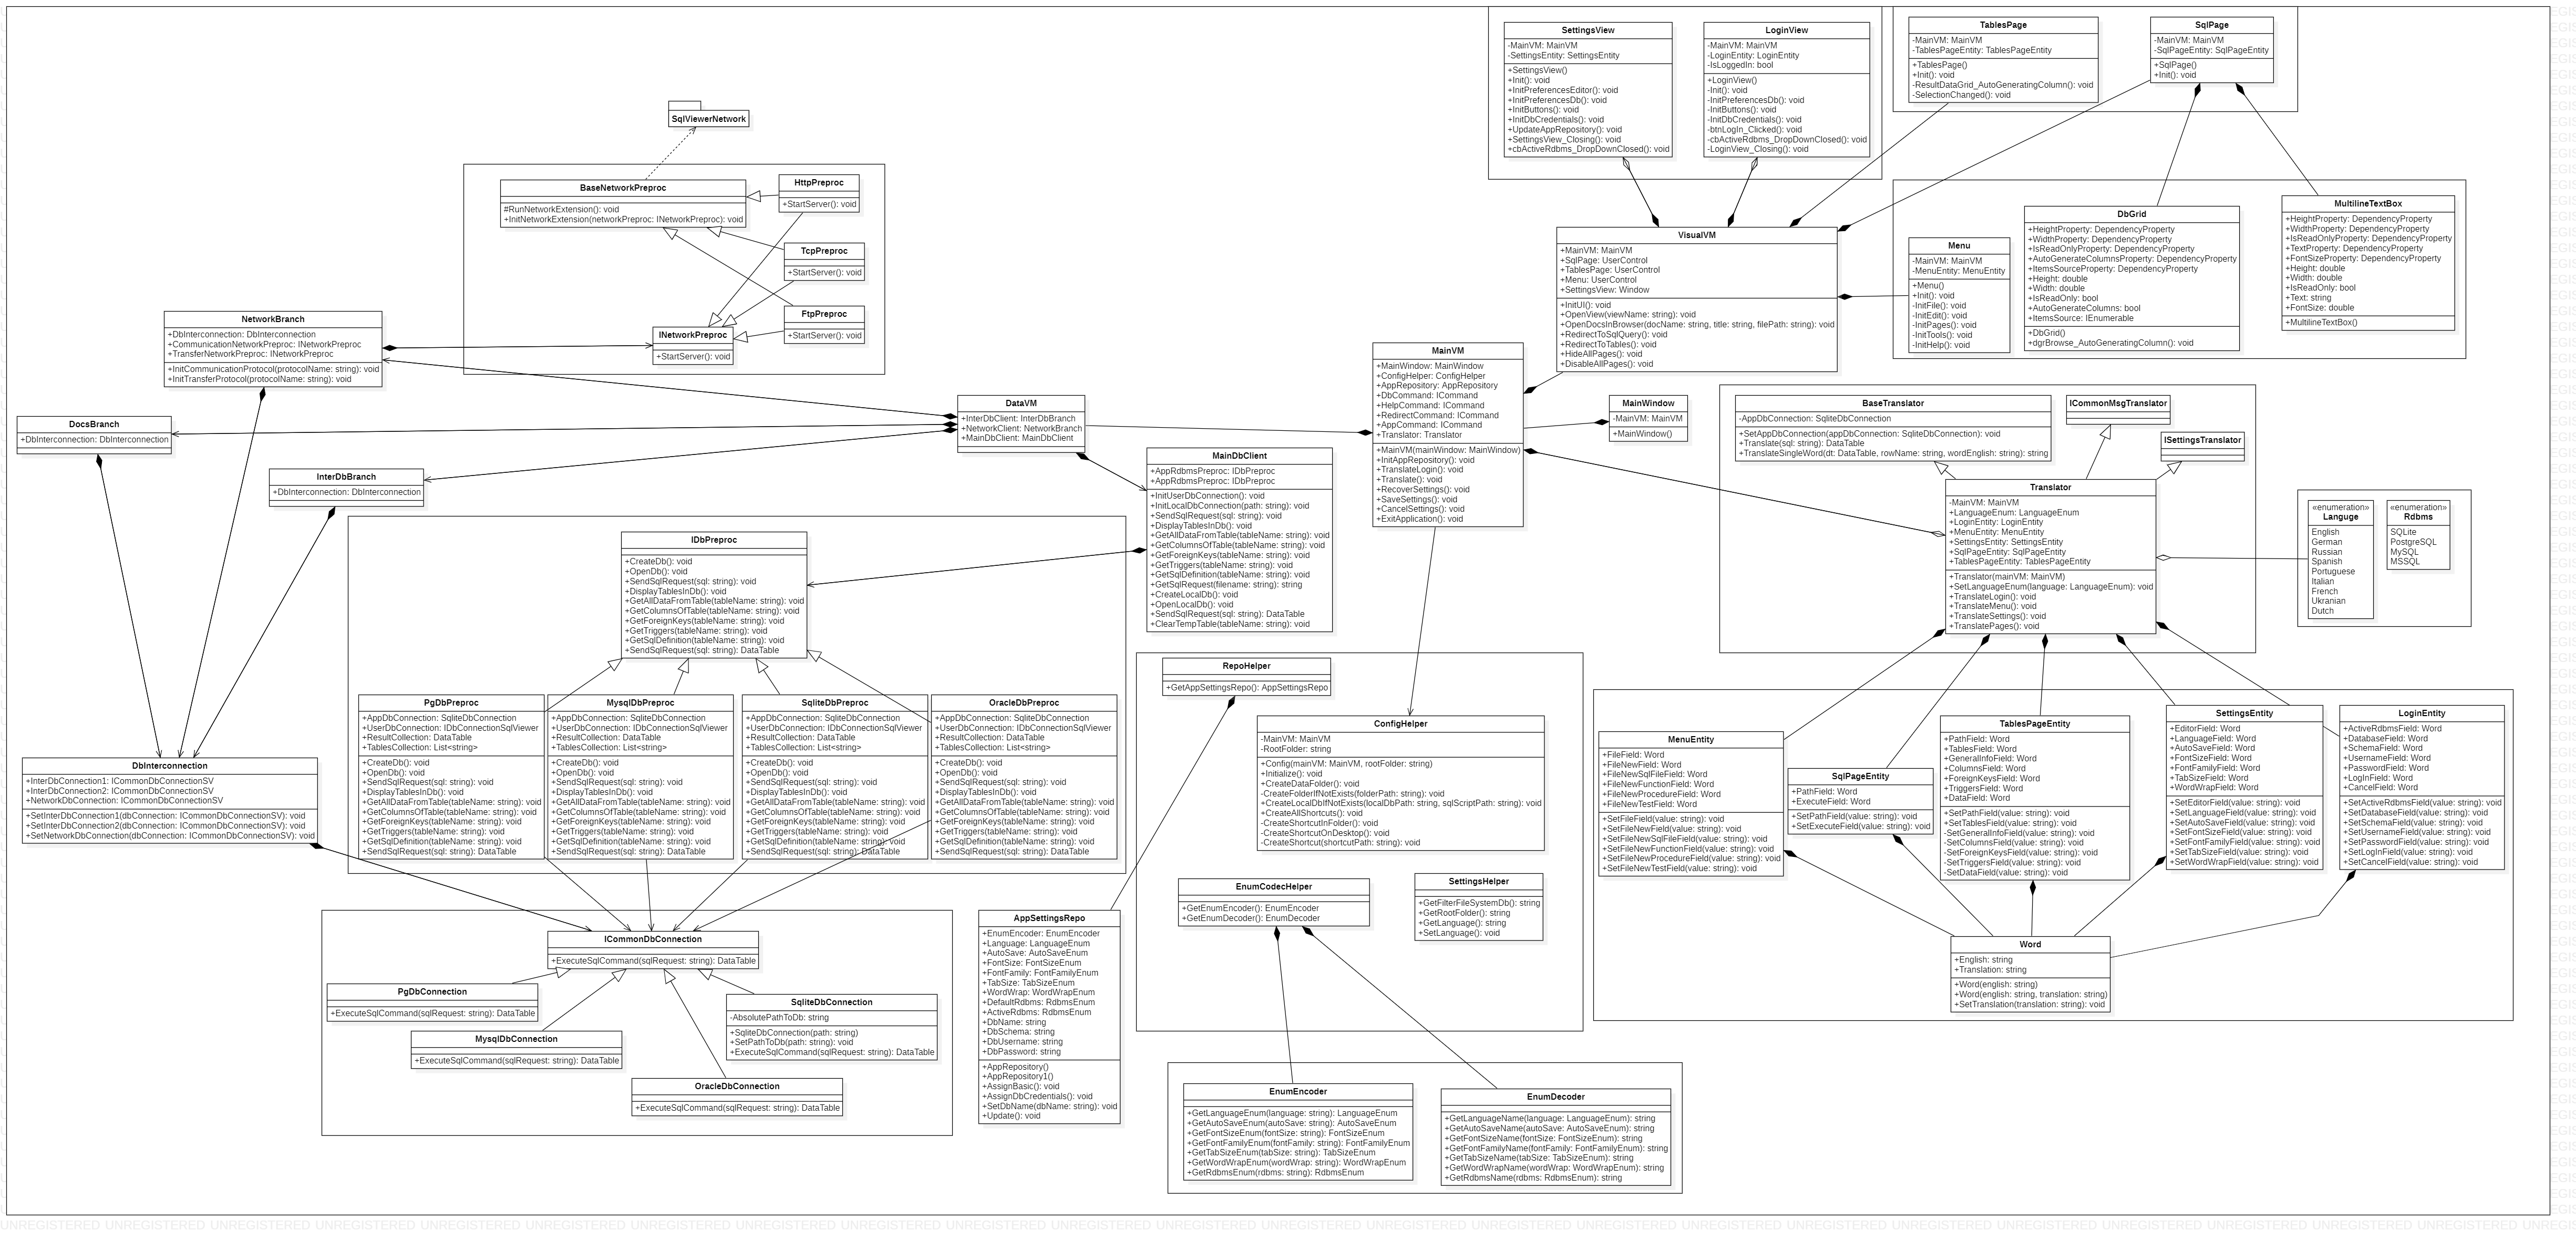 SettingsView
-MainVM: MainVM
-SettingsEntity: SettingsEntity
+SettingsView()
+Init(): void
+InitPreferencesEditor(): void
+InitPreferencesDb(): void
+InitButtons(): void
+InitDbCredentials(): void
+UpdateAppRepository(): void
+SettingsView_Closing(): void
+cbActiveRdbms_DropDownClosed(): void
LoginView
-MainVM: MainVM
-LoginEntity: LoginEntity
-IsLoggedIn: bool
+LoginView()
-Init(): void
-InitPreferencesDb(): void
-InitButtons(): void
-InitDbCredentials(): void
-btnLogIn_Clicked(): void
-cbActiveRdbms_DropDownClosed(): void
-LoginView_Closing(): void
TablesPage
-MainVM: MainVM
-TablesPageEntity: TablesPageEntity
+TablesPage()
+Init(): void
-ResultDataGrid_AutoGeneratingColumn(): void
-SelectionChanged(): void
SqlPage
-MainVM: MainVM
-SqlPageEntity: SqlPageEntity
+SqlPage()
+Init(): void
SqlViewerNetwork
BaseNetworkPreproc
#RunNetworkExtension(): void
+InitNetworkExtension(networkPreproc: INetworkPreproc): void
HttpPreproc
+StartServer(): void
TcpPreproc
+StartServer(): void
FtpPreproc
+StartServer(): void
INetworkPreproc
+StartServer(): void
VisualVM
+MainVM: MainVM
+SqlPage: UserControl
+TablesPage: UserControl
+Menu: UserControl
+SettingsView: Window
+InitUI(): void
+OpenView(viewName: string): void
+OpenDocsInBrowser(docName: string, title: string, filePath: string): void
+RedirectToSqlQuery(): void
+RedirectToTables(): void
+HideAllPages(): void
+DisableAllPages(): void
Menu
-MainVM: MainVM
-MenuEntity: MenuEntity
+Menu()
+Init(): void
-InitFile(): void
-InitEdit(): void
-InitPages(): void
-InitTools(): void
-InitHelp(): void
DbGrid
+HeightProperty: DependencyProperty
+WidthProperty: DependencyProperty
+IsReadOnlyProperty: DependencyProperty
+AutoGenerateColumnsProperty: DependencyProperty
+ItemsSourceProperty: DependencyProperty
+Height: double
+Width: double
+IsReadOnly: bool
+AutoGenerateColumns: bool
+ItemsSource: IEnumerable
+DbGrid()
+dgrBrowse_AutoGeneratingColumn(): void
MultilineTextBox
+HeightProperty: DependencyProperty
+WidthProperty: DependencyProperty
+IsReadOnlyProperty: DependencyProperty
+TextProperty: DependencyProperty
+FontSizeProperty: DependencyProperty
+Height: double
+Width: double
+IsReadOnly: bool
+Text: string
+FontSize: double
+MultilineTextBox()
NetworkBranch
+DbInterconnection: DbInterconnection
+CommunicationNetworkPreproc: INetworkPreproc
+TransferNetworkPreproc: INetworkPreproc
+InitCommunicationProtocol(protocolName: string): void
+InitTransferProtocol(protocolName: string): void
DocsBranch
+DbInterconnection: DbInterconnection
InterDbBranch
+DbInterconnection: DbInterconnection
DataVM
+InterDbClient: InterDbBranch
+NetworkClient: NetworkBranch
+MainDbClient: MainDbClient
MainVM
+MainWindow: MainWindow
+ConfigHelper: ConfigHelper
+AppRepository: AppRepository
+DbCommand: ICommand
+HelpCommand: ICommand
+RedirectCommand: ICommand
+AppCommand: ICommand
+Translator: Translator
+MainVM(mainWindow: MainWindow)
+InitAppRepository(): void
+TranslateLogin(): void
+Translate(): void
+RecoverSettings(): void
+SaveSettings(): void
+CancelSettings(): void
+ExitApplication(): void
MainWindow
-MainVM: MainVM
+MainWindow()
BaseTranslator
-AppDbConnection: SqliteDbConnection
+SetAppDbConnection(appDbConnection: SqliteDbConnection): void
+Translate(sql: string): DataTable
+TranslateSingleWord(dt: DataTable, rowName: string, wordEnglish: string): string
ICommonMsgTranslator
ISettingsTranslator
Translator
-MainVM: MainVM
+LanguageEnum: LanguageEnum
+LoginEntity: LoginEntity
+MenuEntity: MenuEntity
+SettingsEntity: SettingsEntity
+SqlPageEntity: SqlPageEntity
+TablesPageEntity: TablesPageEntity
+Translator(mainVM: MainVM)
+SetLanguageEnum(language: LanguageEnum): void
+TranslateLogin(): void
+TranslateMenu(): void
+TranslateSettings(): void
+TranslatePages(): void
«enumeration»
Languge
English
German
Russian
Spanish
Portuguese
Italian
French
Ukranian
Dutch
«enumeration»
Rdbms
SQLite
PostgreSQL
MySQL
MSSQL
MainDbClient
+AppRdbmsPreproc: IDbPreproc
+AppRdbmsPreproc: IDbPreproc
+InitUserDbConnection(): void
+InitLocalDbConnection(path: string): void
+SendSqlRequest(sql: string): void
+DisplayTablesInDb(): void
+GetAllDataFromTable(tableName: string): void
+GetColumnsOfTable(tableName: string): void
+GetForeignKeys(tableName: string): void
+GetTriggers(tableName: string): void
+GetSqlDefinition(tableName: string): void
+GetSqlRequest(filename: string): string
+CreateLocalDb(): void
+OpenLocalDb(): void
+SendSqlRequest(sql: string): DataTable
+ClearTempTable(tableName: string): void
IDbPreproc
+CreateDb(): void
+OpenDb(): void
+SendSqlRequest(sql: string): void
+DisplayTablesInDb(): void
+GetAllDataFromTable(tableName: string): void
+GetColumnsOfTable(tableName: string): void
+GetForeignKeys(tableName: string): void
+GetTriggers(tableName: string): void
+GetSqlDefinition(tableName: string): void
+SendSqlRequest(sql: string): DataTable
PgDbPreproc
+AppDbConnection: SqliteDbConnection
+UserDbConnection: IDbConnectionSqlViewer
+ResultCollection: DataTable
+TablesCollection: List<string>
+CreateDb(): void
+OpenDb(): void
+SendSqlRequest(sql: string): void
+DisplayTablesInDb(): void
+GetAllDataFromTable(tableName: string): void
+GetColumnsOfTable(tableName: string): void
+GetForeignKeys(tableName: string): void
+GetTriggers(tableName: string): void
+GetSqlDefinition(tableName: string): void
+SendSqlRequest(sql: string): DataTable
MysqlDbPreproc
+AppDbConnection: SqliteDbConnection
+UserDbConnection: IDbConnectionSqlViewer
+ResultCollection: DataTable
+TablesCollection: List<string>
+CreateDb(): void
+OpenDb(): void
+SendSqlRequest(sql: string): void
+DisplayTablesInDb(): void
+GetAllDataFromTable(tableName: string): void
+GetColumnsOfTable(tableName: string): void
+GetForeignKeys(tableName: string): void
+GetTriggers(tableName: string): void
+GetSqlDefinition(tableName: string): void
+SendSqlRequest(sql: string): DataTable
SqliteDbPreproc
+AppDbConnection: SqliteDbConnection
+UserDbConnection: IDbConnectionSqlViewer
+ResultCollection: DataTable
+TablesCollection: List<string>
+CreateDb(): void
+OpenDb(): void
+SendSqlRequest(sql: string): void
+DisplayTablesInDb(): void
+GetAllDataFromTable(tableName: string): void
+GetColumnsOfTable(tableName: string): void
+GetForeignKeys(tableName: string): void
+GetTriggers(tableName: string): void
+GetSqlDefinition(tableName: string): void
+SendSqlRequest(sql: string): DataTable
OracleDbPreproc
+AppDbConnection: SqliteDbConnection
+UserDbConnection: IDbConnectionSqlViewer
+ResultCollection: DataTable
+TablesCollection: List<string>
+CreateDb(): void
+OpenDb(): void
+SendSqlRequest(sql: string): void
+DisplayTablesInDb(): void
+GetAllDataFromTable(tableName: string): void
+GetColumnsOfTable(tableName: string): void
+GetForeignKeys(tableName: string): void
+GetTriggers(tableName: string): void
+GetSqlDefinition(tableName: string): void
+SendSqlRequest(sql: string): DataTable
DbInterconnection
+InterDbConnection1: ICommonDbConnectionSV
+InterDbConnection2: ICommonDbConnectionSV
+NetworkDbConnection: ICommonDbConnectionSV
+SetInterDbConnection1(dbConnection: ICommonDbConnectionSV): void
+SetInterDbConnection2(dbConnection: ICommonDbConnectionSV): void
+SetNetworkDbConnection(dbConnection: ICommonDbConnectionSV): void
ICommonDbConnection
+ExecuteSqlCommand(sqlRequest: string): DataTable
PgDbConnection
+ExecuteSqlCommand(sqlRequest: string): DataTable
MysqlDbConnection
+ExecuteSqlCommand(sqlRequest: string): DataTable
SqliteDbConnection
-AbsolutePathToDb: string
+SqliteDbConnection(path: string)
+SetPathToDb(path: string): void
+ExecuteSqlCommand(sqlRequest: string): DataTable
OracleDbConnection
+ExecuteSqlCommand(sqlRequest: string): DataTable
AppSettingsRepo
+EnumEncoder: EnumEncoder
+Language: LanguageEnum
+AutoSave: AutoSaveEnum
+FontSize: FontSizeEnum
+FontFamily: FontFamilyEnum
+TabSize: TabSizeEnum
+WordWrap: WordWrapEnum
+DefaultRdbms: RdbmsEnum
+ActiveRdbms: RdbmsEnum
+DbName: string
+DbSchema: string
+DbUsername: string
+DbPassword: string
+AppRepository()
+AppRepository1()
+AssignBasic(): void
+AssignDbCredentials(): void
+SetDbName(dbName: string): void
+Update(): void
RepoHelper
+GetAppSettingsRepo(): AppSettingsRepo
ConfigHelper
-MainVM: MainVM
-RootFolder: string
+Config(mainVM: MainVM, rootFolder: string)
+Initialize(): void
+CreateDataFolder(): void
-CreateFolderIfNotExists(folderPath: string): void
+CreateLocalDbIfNotExists(localDbPath: string, sqlScriptPath: string): void
+CreateAllShortcuts(): void
-CreateShortcutInFolder(): void
-CreateShortcutOnDesktop(): void
-CreateShortcut(shortcutPath: string): void
EnumCodecHelper
+GetEnumEncoder(): EnumEncoder
+GetEnumDecoder(): EnumDecoder
SettingsHelper
+GetFilterFileSystemDb(): string
+GetRootFolder(): string
+GetLanguage(): string
+SetLanguage(): void
EnumEncoder
+GetLanguageEnum(language: string): LanguageEnum
+GetAutoSaveEnum(autoSave: string): AutoSaveEnum
+GetFontSizeEnum(fontSize: string): FontSizeEnum
+GetFontFamilyEnum(fontFamily: string): FontFamilyEnum
+GetTabSizeEnum(tabSize: string): TabSizeEnum
+GetWordWrapEnum(wordWrap: string): WordWrapEnum
+GetRdbmsEnum(rdbms: string): RdbmsEnum
EnumDecoder
+GetLanguageName(language: LanguageEnum): string
+GetAutoSaveName(autoSave: AutoSaveEnum): string
+GetFontSizeName(fontSize: FontSizeEnum): string
+GetFontFamilyName(fontFamily: FontFamilyEnum): string
+GetTabSizeName(tabSize: TabSizeEnum): string
+GetWordWrapName(wordWrap: WordWrapEnum): string
+GetRdbmsName(rdbms: RdbmsEnum): string
MenuEntity
+FileField: Word
+FileNewField: Word
+FileNewSqlFileField: Word
+FileNewFunctionField: Word
+FileNewProcedureField: Word
+FileNewTestField: Word
+SetFileField(value: string): void
+SetFileNewField(value: string): void
+SetFileNewSqlFileField(value: string): void
+SetFileNewFunctionField(value: string): void
+SetFileNewProcedureField(value: string): void
+SetFileNewTestField(value: string): void
SqlPageEntity
+PathField: Word
+ExecuteField: Word
+SetPathField(value: string): void
+SetExecuteField(value: string): void
TablesPageEntity
+PathField: Word
+TablesField: Word
+GeneralInfoField: Word
+ColumnsField: Word
+ForeignKeysField: Word
+TriggersField: Word
+DataField: Word
+SetPathField(value: string): void
+SetTablesField(value: string): void
-SetGeneralInfoField(value: string): void
-SetColumnsField(value: string): void
-SetForeignKeysField(value: string): void
-SetTriggersField(value: string): void
-SetDataField(value: string): void
SettingsEntity
+EditorField: Word
+LanguageField: Word
+AutoSaveField: Word
+FontSizeField: Word
+FontFamilyField: Word
+TabSizeField: Word
+WordWrapField: Word
+SetEditorField(value: string): void
+SetLanguageField(value: string): void
+SetAutoSaveField(value: string): void
+SetFontSizeField(value: string): void
+SetFontFamilyField(value: string): void
+SetTabSizeField(value: string): void
+SetWordWrapField(value: string): void
LoginEntity
+ActiveRdbmsField: Word
+DatabaseField: Word
+SchemaField: Word
+UsernameField: Word
+PasswordField: Word
+LogInField: Word
+CancelField: Word
+SetActiveRdbmsField(value: string): void
+SetDatabaseField(value: string): void
+SetSchemaField(value: string): void
+SetUsernameField(value: string): void
+SetPasswordField(value: string): void
+SetLogInField(value: string): void
+SetCancelField(value: string): void
Word
+English: string
+Translation: string
+Word(english: string)
+Word(english: string, translation: string)
+SetTranslation(translation: string): void